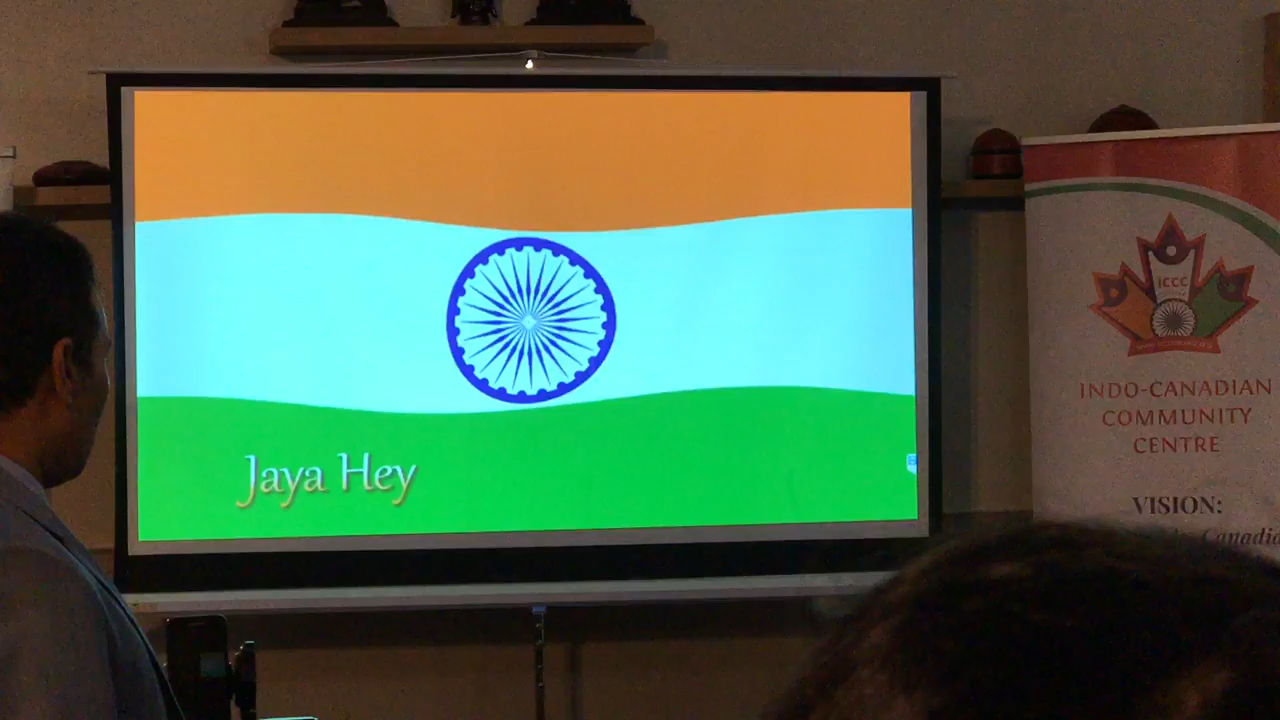 Jaya Hey
ICCC
INDO-CANADIAN
COMMUNITY
CENTRE
VISION: